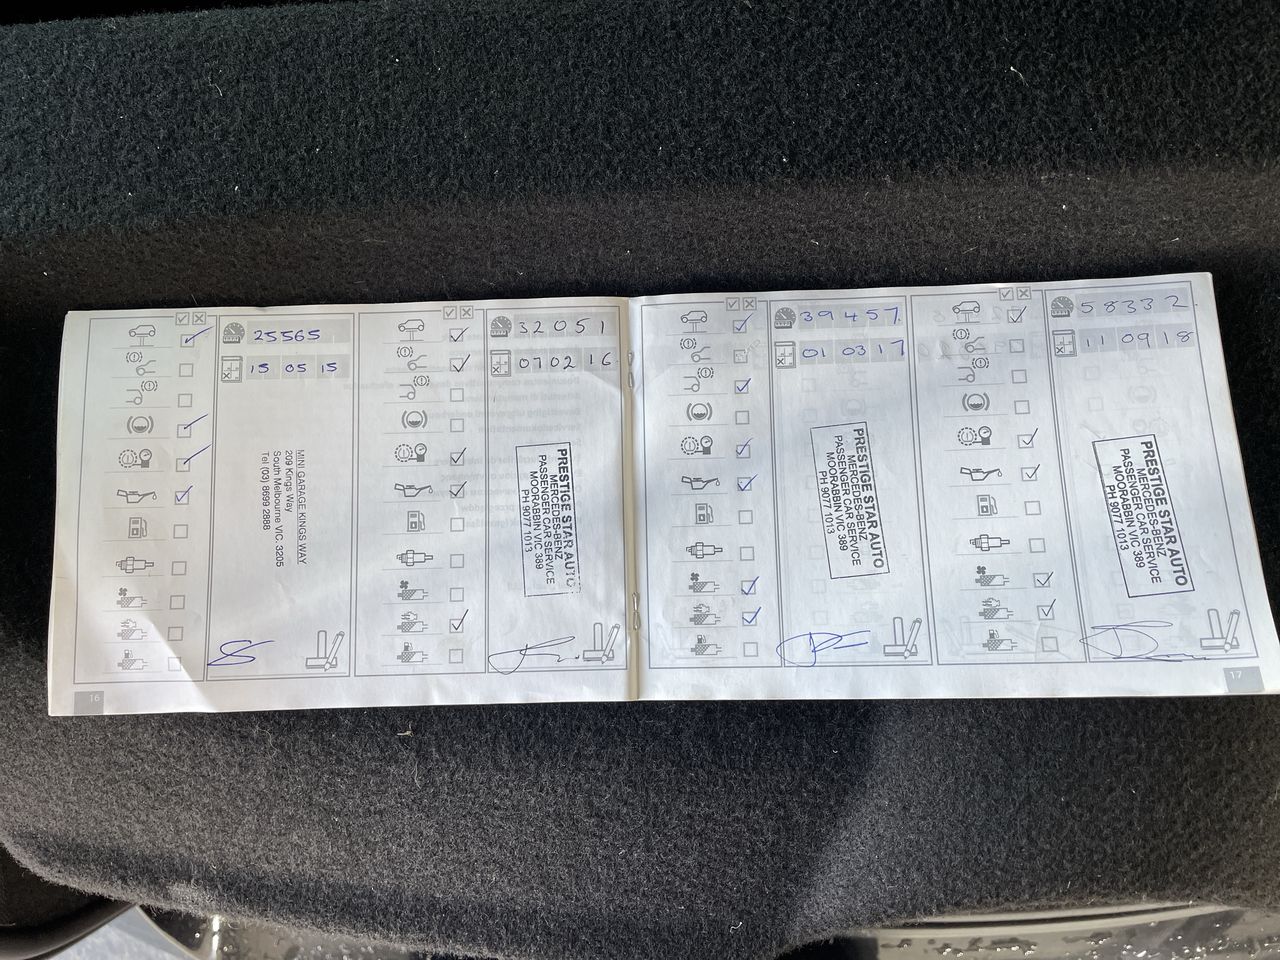 25565
15 05 15
MINI GARAGE KINGS WAY
209 Kings Way
South Melbourne VIC. 3205
Tel (03) 8699 2888
16
32051
07 02 16
PRESTIGE STAR AUTO
MERCEDES-BENZ
PASSENGER CAR SERVICE
MOORABBIN VIC 389
PH 9077 1013
39457
01 03 17
PRESTIGE STAR AUTO
MERCEDES-BENZ
PASSENGER CAR SERVICE
MOORABBIN VIC 389
PH 9077 1013
58332
11 09 18
PRESTIGE STAR AUTO
MERCEDES-BENZ
PASSENGER CAR SERVICE
MOORABBIN VIC 389
PH 9077 1013
17